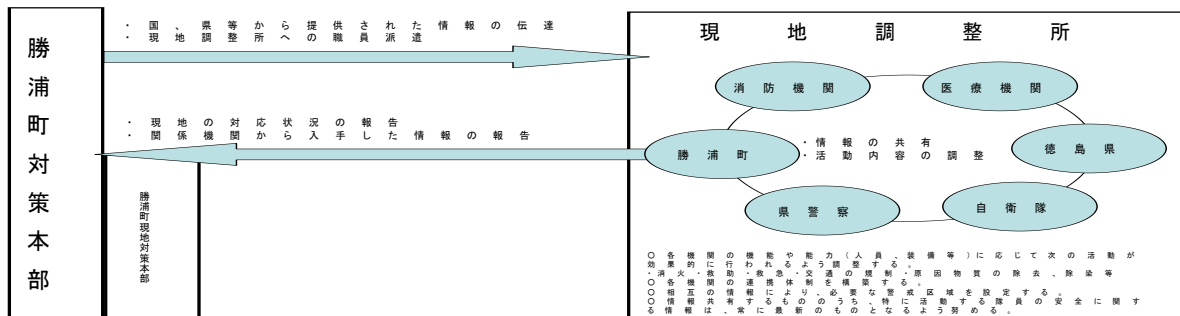 勝浦町対策本部
・国、県等から提供された情報の伝達
・現地調整所への職員派遣
・現地の対応状況の報告
・関係機関から入手した情報の報告
勝浦町現地対策本部
現地調整所
消防機関
医療機関
勝浦町
・情報の共有
・活動内容の調整
徳島県
県警察
自衛隊
○各機関の機能や能力(人員、装備等)に応じて次の活動が
効果的に行われるよう調整する。
・消火・救助・救急・交通の規制・原因物質の除去、除染等
○各機関の連携体制を構築する。
○相互の情報により、必要な警戒区域を設定する。
○情報共有するもののうち、特に活動する隊員の安全に関す
る情報は、常に最新のものとなるよう努める。